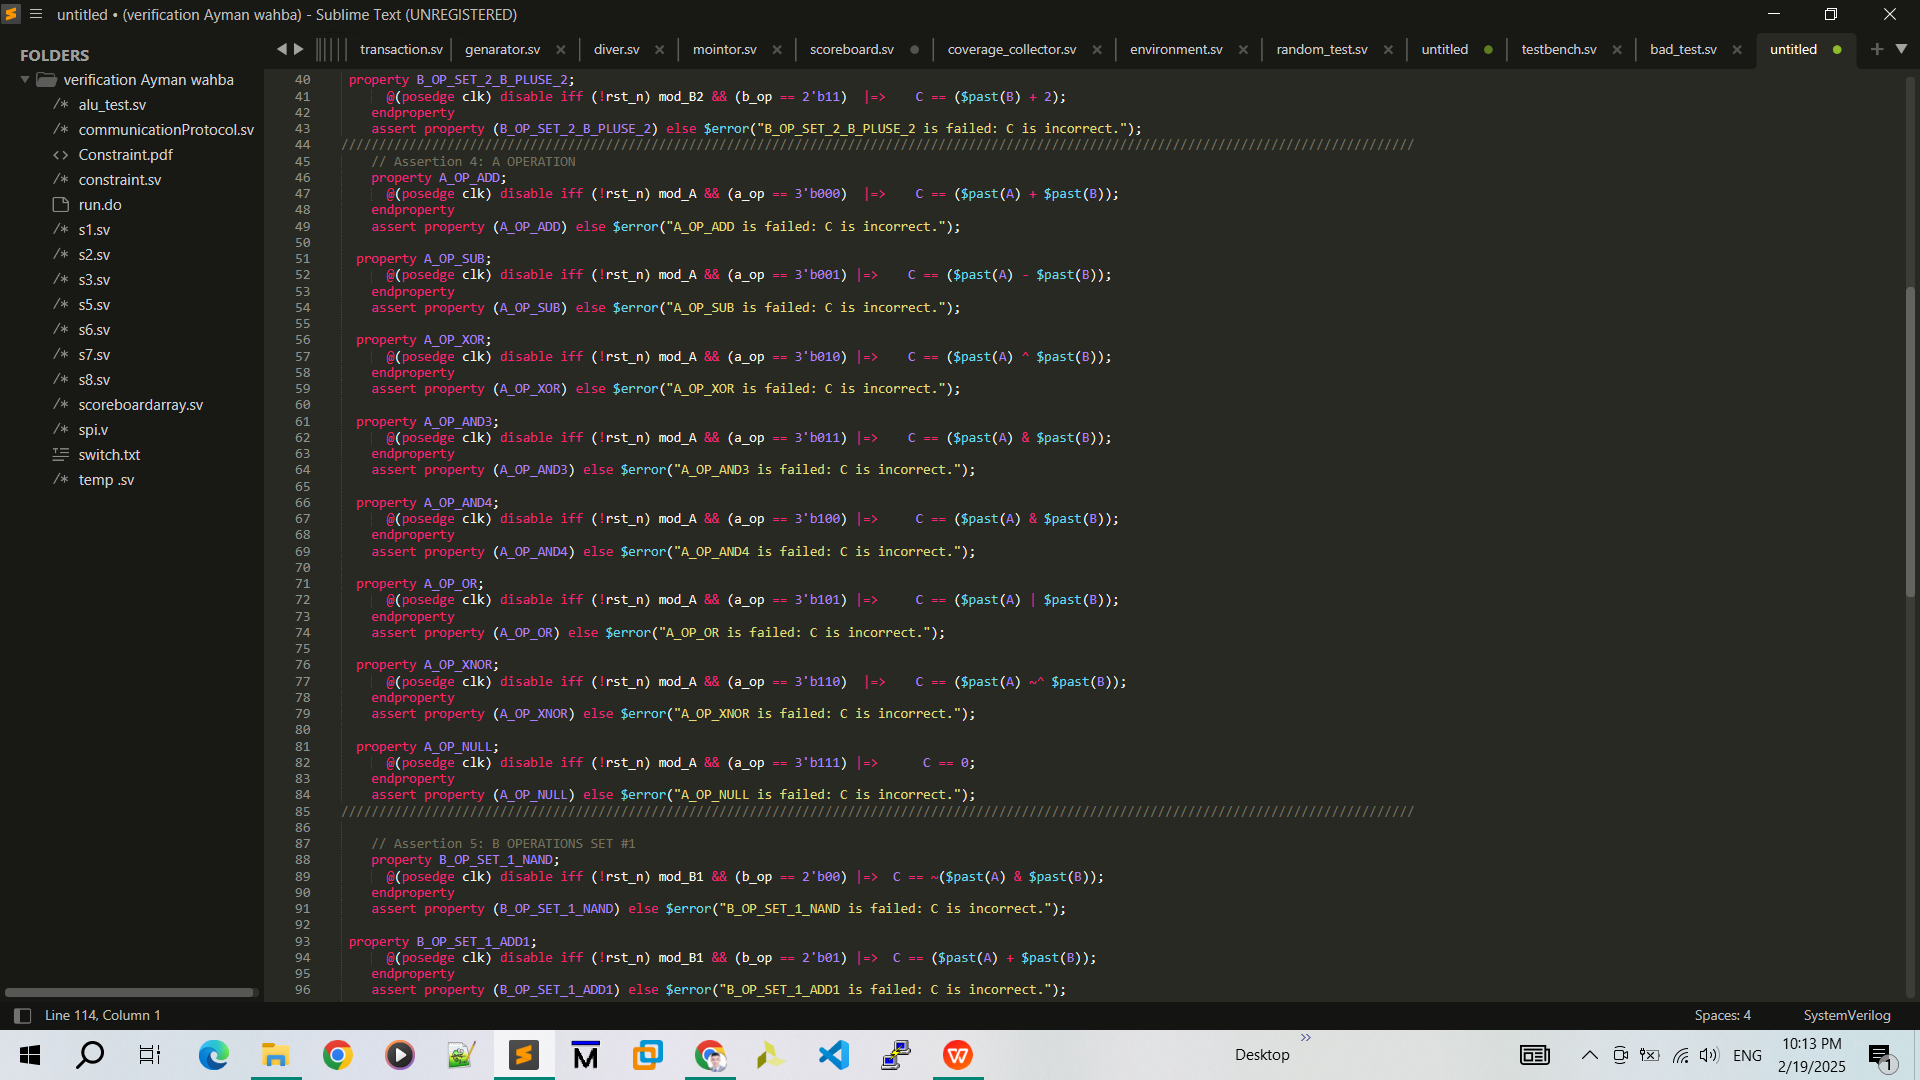 untitled • (verification Ayman wahba) - Sublime Text (UNREGISTERED)
FOLDERS
verification Ayman wahba
/* alu_test.sv
/* communicationProtocol.sv
<> Constraint.pdf
/* constraint.sv
run.do
/* s1.sv
/* s2.sv
/* s3.sv
/* s5.sv
/* s6.sv
/* s7.sv
/* s8.sv
/* scoreboardarray.sv
/* spi.v
switch.txt
/* temp .sv
transaction.sv genarator.sv diver.sv mointor.sv scoreboard.sv coverage_collector.sv environment.sv random_test.sv untitled testbench.sv bad_test.sv untitled
40 property B_OP_SET_2_B_PLUSE_2;
41 @(posedge clk) disable iff (!rst_n) mod_B2 && (b_op == 2'b11) |=> C == ($past(B) + 2);
42 endproperty
43 assert property (B_OP_SET_2_B_PLUSE_2) else $error("B_OP_SET_2_B_PLUSE_2 is failed: C is incorrect.");
44 //////////////////////////////////////////////////////////////////////////////////////////////////////////////////////////////////////////////
45 // Assertion 4: A OPERATION
46 property A_OP_ADD;
47 @(posedge clk) disable iff (!rst_n) mod_A && (a_op == 3'b000) |=> C == ($past(A) + $past(B));
48 endproperty
49 assert property (A_OP_ADD) else $error("A_OP_ADD is failed: C is incorrect.");
50
51 property A_OP_SUB;
52 @(posedge clk) disable iff (!rst_n) mod_A && (a_op == 3'b001) |=> C == ($past(A) - $past(B));
53 endproperty
54 assert property (A_OP_SUB) else $error("A_OP_SUB is failed: C is incorrect.");
55
56 property A_OP_XOR;
57 @(posedge clk) disable iff (!rst_n) mod_A && (a_op == 3'b010) |=> C == ($past(A) ^ $past(B));
58 endproperty
59 assert property (A_OP_XOR) else $error("A_OP_XOR is failed: C is incorrect.");
60
61 property A_OP_AND3;
62 @(posedge clk) disable iff (!rst_n) mod_A && (a_op == 3'b011) |=> C == ($past(A) & $past(B));
63 endproperty
64 assert property (A_OP_AND3) else $error("A_OP_AND3 is failed: C is incorrect.");
65
66 property A_OP_AND4;
67 @(posedge clk) disable iff (!rst_n) mod_A && (a_op == 3'b100) |=> C == ($past(A) & $past(B));
68 endproperty
69 assert property (A_OP_AND4) else $error("A_OP_AND4 is failed: C is incorrect.");
70
71 property A_OP_OR;
72 @(posedge clk) disable iff (!rst_n) mod_A && (a_op == 3'b101) |=> C == ($past(A) | $past(B));
73 endproperty
74 assert property (A_OP_OR) else $error("A_OP_OR is failed: C is incorrect.");
75
76 property A_OP_XNOR;
77 @(posedge clk) disable iff (!rst_n) mod_A && (a_op == 3'b110) |=> C == ($past(A) ~^ $past(B));
78 endproperty
79 assert property (A_OP_XNOR) else $error("A_OP_XNOR is failed: C is incorrect.");
80
81 property A_OP_NULL;
82 @(posedge clk) disable iff (!rst_n) mod_A && (a_op == 3'b111) |=> C == 0;
83 endproperty
84 assert property (A_OP_NULL) else $error("A_OP_NULL is failed: C is incorrect.");
85 //////////////////////////////////////////////////////////////////////////////////////////////////////////////////////////////////////////////
86
87 // Assertion 5: B OPERATIONS SET #1
88 property B_OP_SET_1_NAND;
89 @(posedge clk) disable iff (!rst_n) mod_B1 && (b_op == 2'b00) |=> C == ~($past(A) & $past(B));
90 endproperty
91 assert property (B_OP_SET_1_NAND) else $error("B_OP_SET_1_NAND is failed: C is incorrect.");
92
93 property B_OP_SET_1_ADD1;
94 @(posedge clk) disable iff (!rst_n) mod_B1 && (b_op == 2'b01) |=> C == ($past(A) + $past(B));
95 endproperty
96 assert property (B_OP_SET_1_ADD1) else $error("B_OP_SET_1_ADD1 is failed: C is incorrect.");
Line 114, Column 1 Spaces: 4 SystemVerilog
Desktop
ENG
10:13 PM
2/19/2025
1